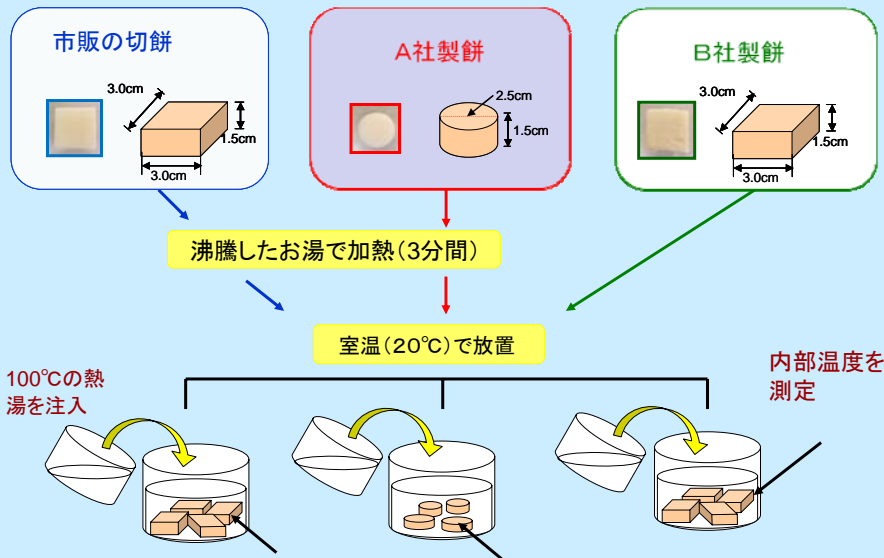 市販の切餅
3.0cm
1.5cm
3.0cm
A社製餅
2.5cm
1.5cm
B社製餅
3.0cm
1.5cm
3.0cm
沸騰したお湯で加熱(3分間)
室温(20℃)で放置
100℃の熱
湯を注入
内部温度を
測定